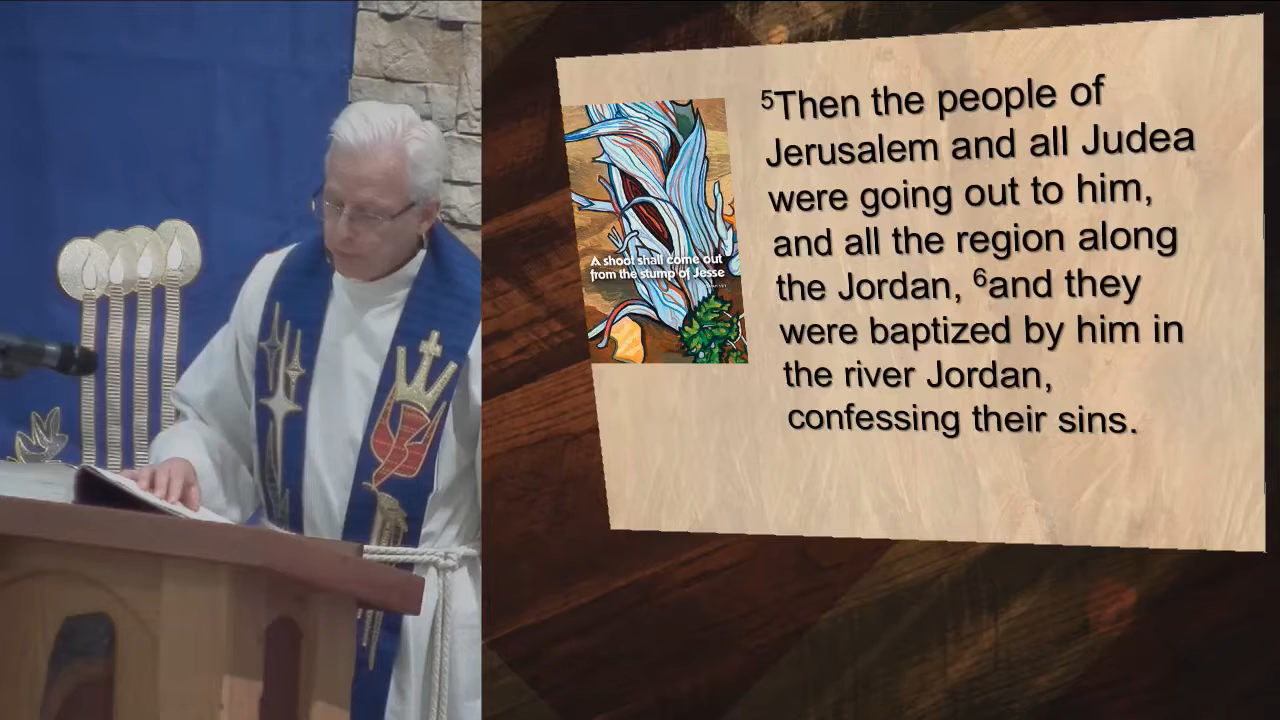 ⁵Then the people of
Jerusalem and all Judea
were going out to him,
and all the region along
the Jordan, ⁶and they
were baptized by him in
the river Jordan,
confessing their sins.
A shoot shall come out
from the stump of Jesse